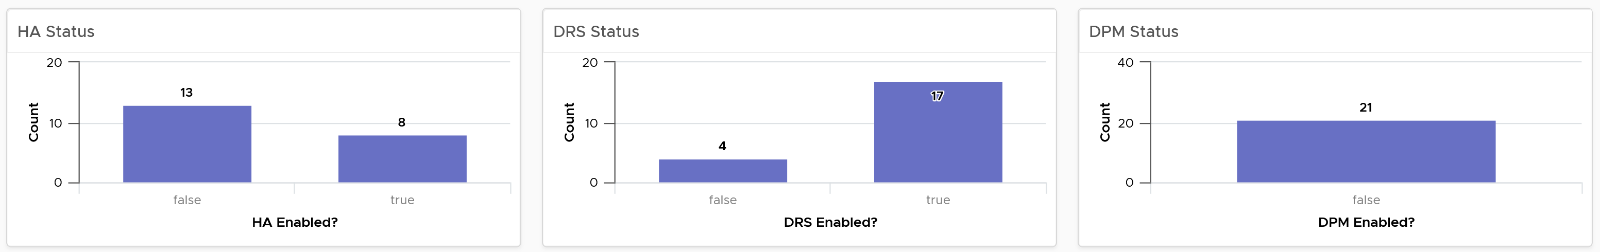 HA Status
20
13
10
8
0
Count
false
true
HA Enabled?
DRS Status
20
17
10
4
0
Count
false
true
DRS Enabled?
DPM Status
40
21
20
0
Count
false
DPM Enabled?